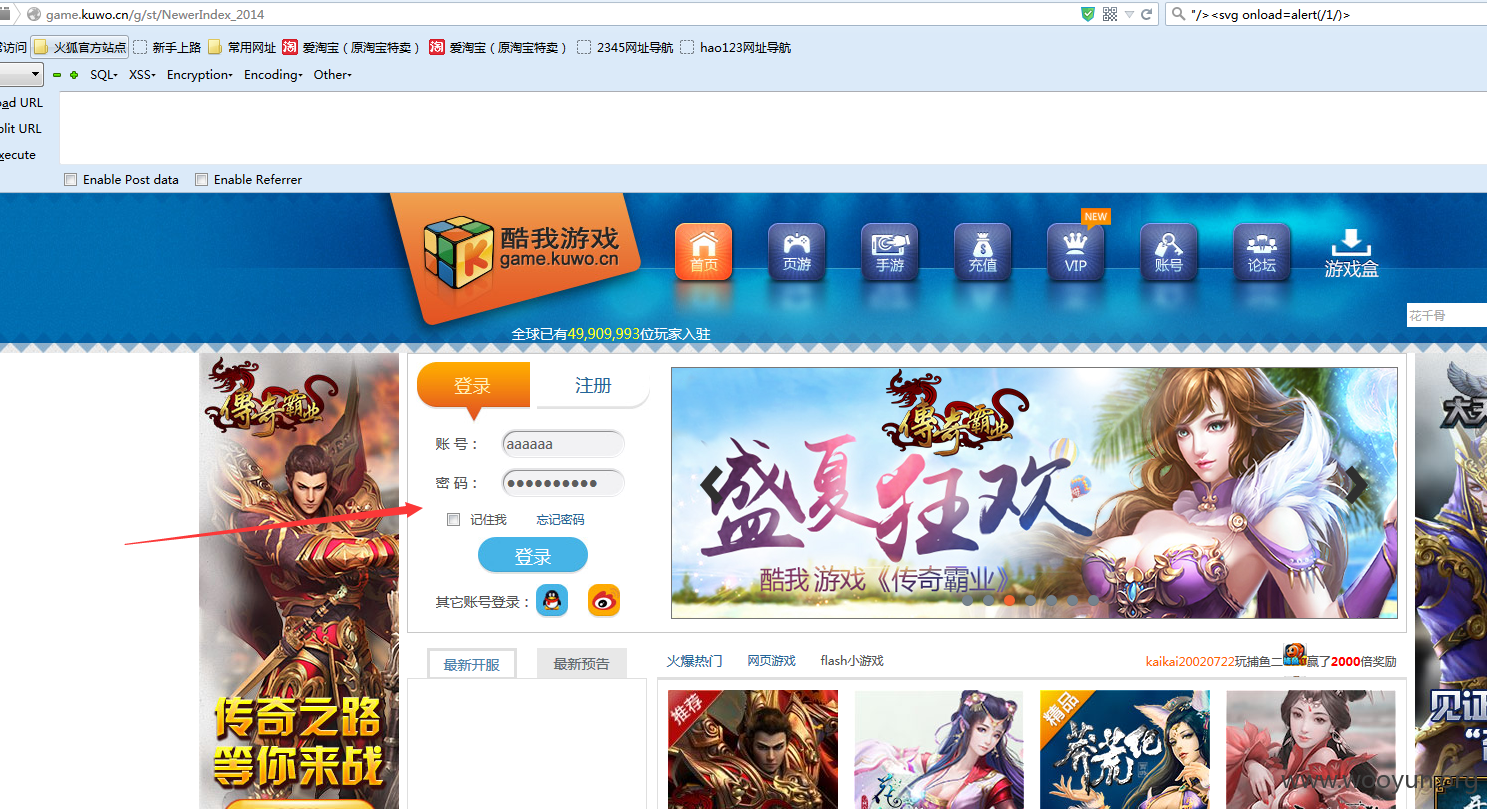 game.kuwo.cn/g/st/NewerIndex_2014
"/><svg onload=alert(/1/)>
访问 火狐官方站点 新手上路 常用网址 爱淘宝（原淘宝特卖） 爱淘宝（原淘宝特卖） 2345网址导航 hao123网址导航
SQL XSS Encryption Encoding Other
ad URL
plit URL
xecute
Enable Post data Enable Referrer
酷我游戏
game.kuwo.cn
NEW
首页 页游 手游 充值 VIP 账号 论坛 游戏盒
花千骨
全球已有49,909,993位玩家入驻
传奇霸业
登录 注册
账 号：
aaaaaa
密 码：
记住我 忘记密码
登录
其它账号登录：
传奇霸业
盛夏狂欢
酷我 游戏《传奇霸业》
最新开服 最新预告
火爆热门 网页游戏 flash小游戏
kaikai20020722玩捕鱼二 赢了2000倍奖励
推荐
精品
莽荒纪
传奇之路
等你来战
大天
见证
www.wooyun.org